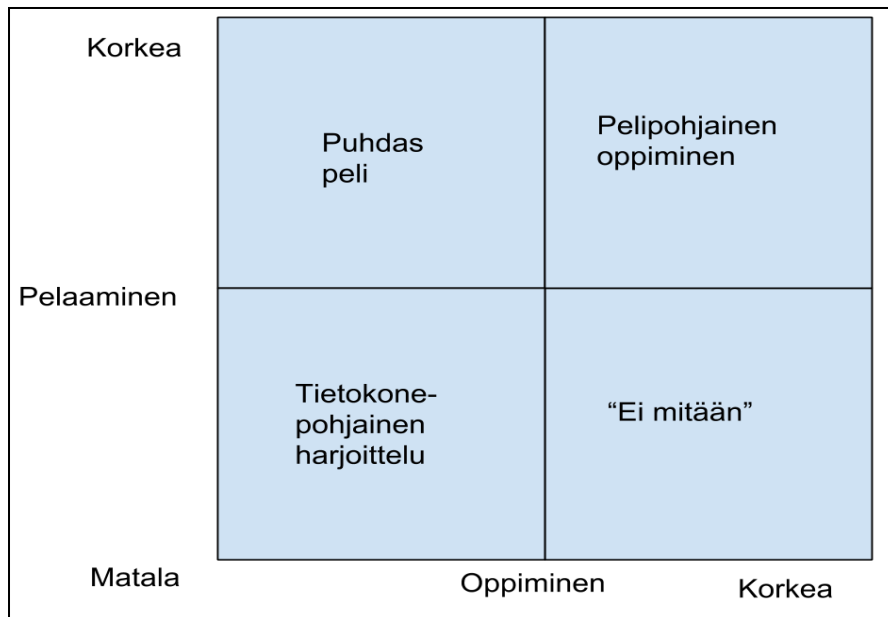 Korkea
Puhdas
peli
Pelipohjainen
oppiminen
Pelaaminen
Tietokone-
pohjainen
harjoittelu
“Ei mitään”
Matala
Oppiminen
Korkea